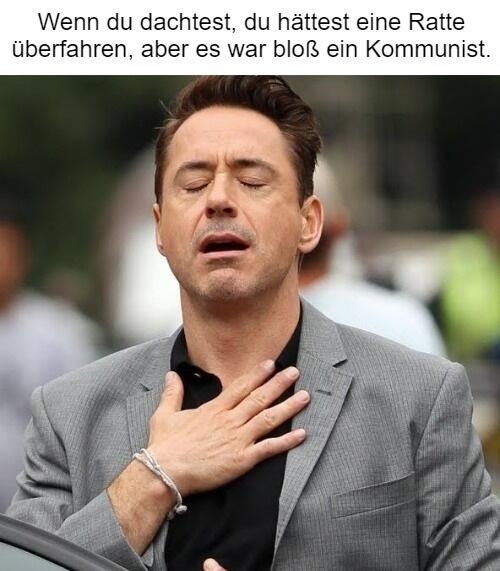 Wenn du dachtest, du hättest eine Ratte
überfahren, aber es war bloß ein Kommunist.